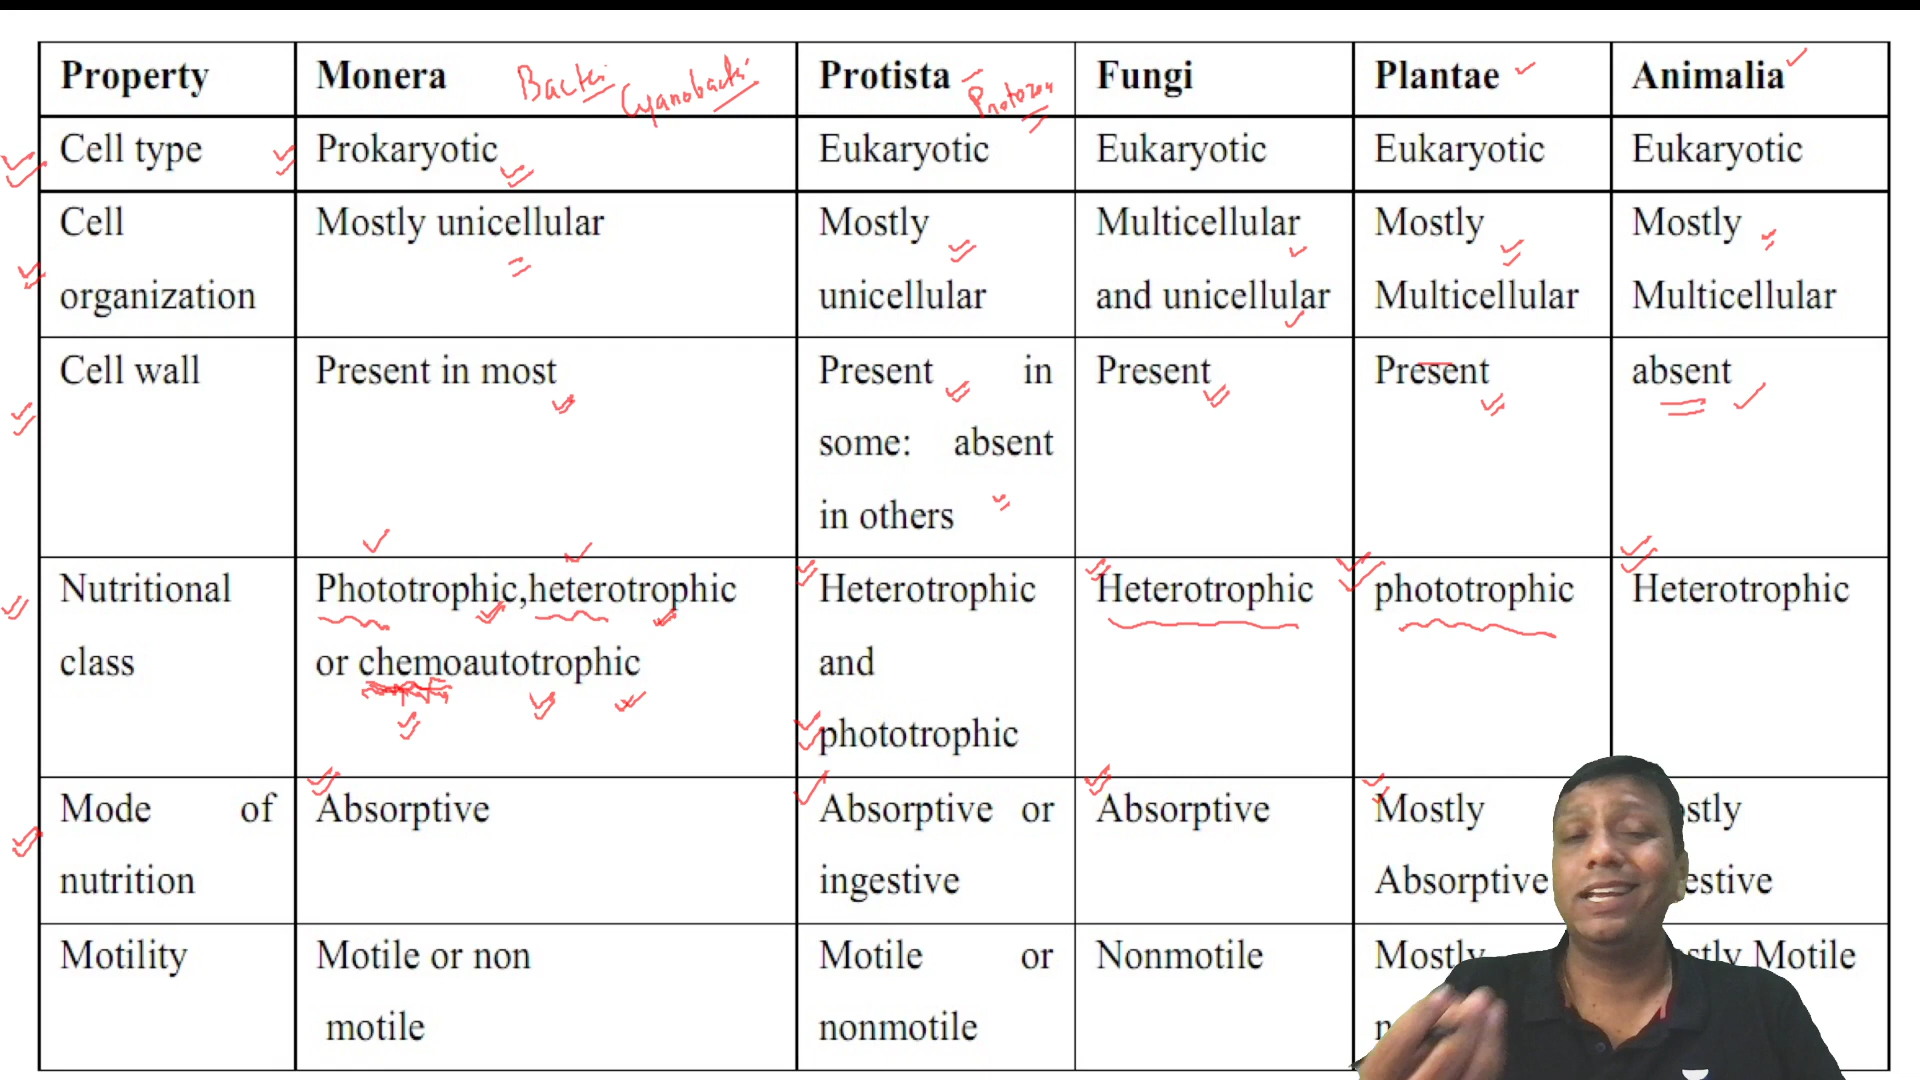 Property Monera Bacteri Cyanobacteri Protista Protozoa Fungi Plantae Animalia
Cell type Prokaryotic Eukaryotic Eukaryotic Eukaryotic Eukaryotic
Cell Mostly unicellular Mostly Multicellular Mostly Mostly
organization unicellular and unicellular Multicellular Multicellular
Cell wall Present in most Present in Present Present absent
some: absent
in others
Nutritional Phototrophic,heterotrophic Heterotrophic Heterotrophic phototrophic Heterotrophic
class or chemoautotrophic and
phototrophic
Mode of Absorptive Absorptive or Absorptive Mostly
nutrition ingestive Absorptive
Motility Motile or non Motile or Nonmotile Mostly Motile
motile nonmotile